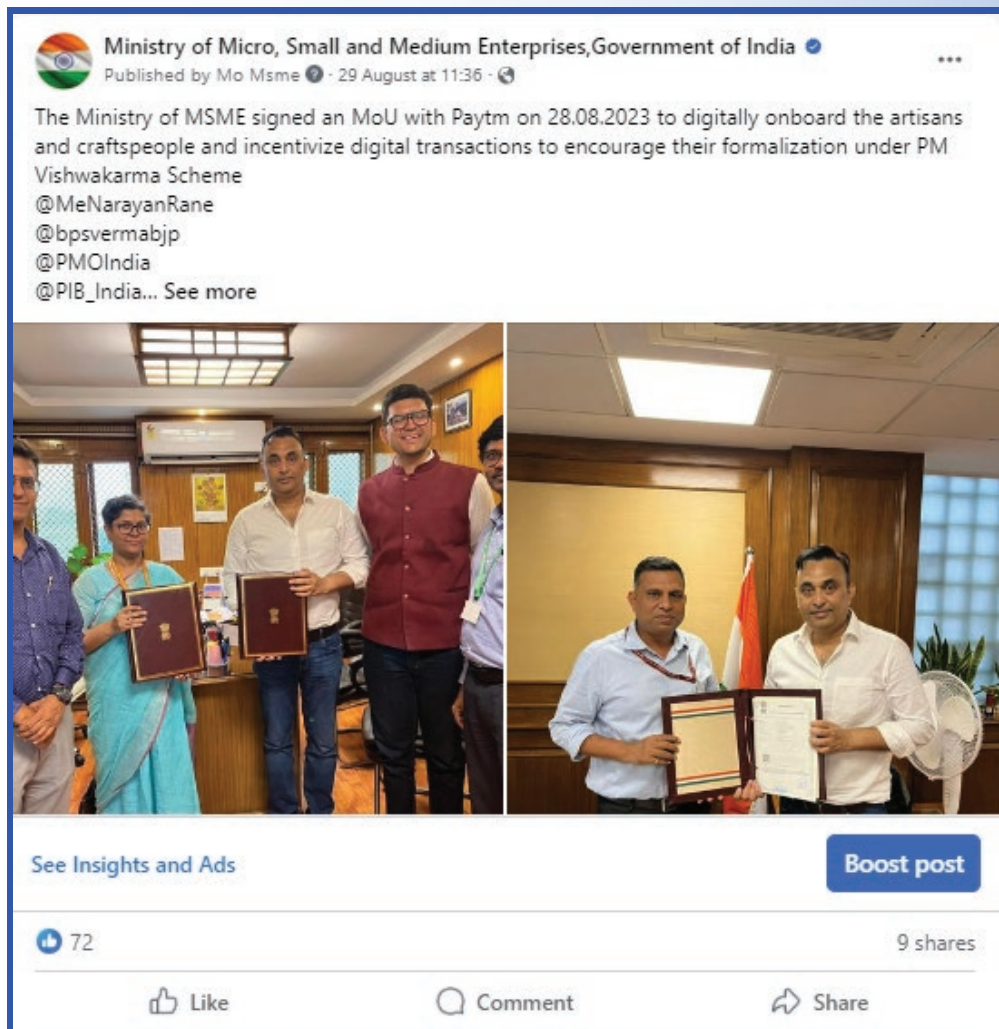 Ministry of Micro, Small and Medium Enterprises,Government of India
Published by Mo Msme · 29 August at 11:36 ·
The Ministry of MSME signed an MoU with Paytm on 28.08.2023 to digitally onboard the artisans
and craftspeople and incentivize digital transactions to encourage their formalization under PM
Vishwakarma Scheme
@MeNarayanRane
@bpsvermabjp
@PMOIndia
@PIB_India... See more
See Insights and Ads
Boost post
72
9 shares
Like
Comment
Share